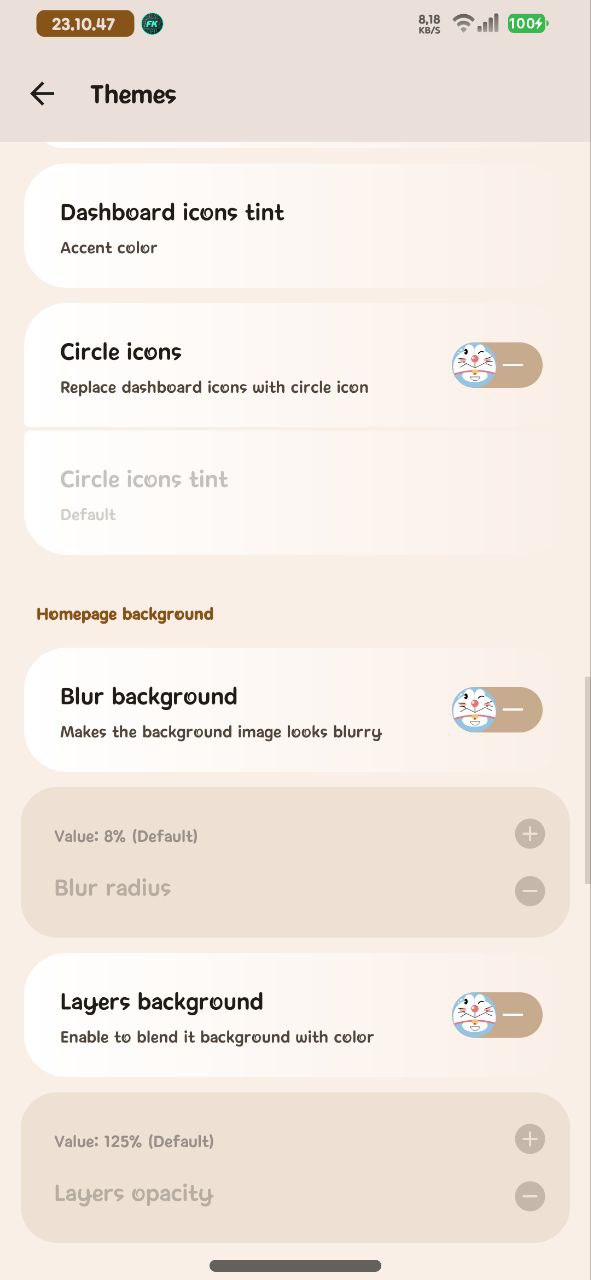 23.10.47
FK
8,18
KB/S
100
Themes
Dashboard icons tint
Accent color
Circle icons
Replace dashboard icons with circle icon
Circle icons tint
Default
Homepage background
Blur background
Makes the background image looks blurry
Value: 8% (Default)
Blur radius
Layers background
Enable to blend it background with color
Value: 125% (Default)
Layers opacity